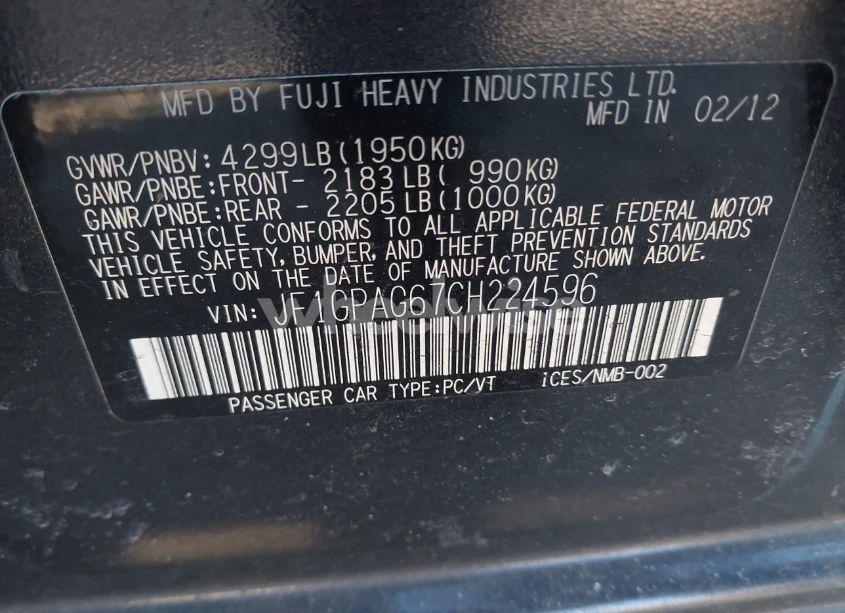 MFD BY FUJI HEAVY INDUSTRIES LTD.
MFD IN 02/12
GVWR/PNBV: 4299LB(1950KG)
GAWR/PNBE:FRONT- 2183 LB( 990KG)
GAWR/PNBE:REAR - 2205 LB(1000KG)
THIS VEHICLE CONFORMS TO ALL APPLICABLE FEDERAL MOTOR
VEHICLE SAFETY, BUMPER, AND THEFT PREVENTION STANDARDS
IN EFFECT ON THE DATE OF MANUFACTURE SHOWN ABOVE.
VIN: JF1GPAG67CH224596
PASSENGER CAR TYPE:PC/VT iCES/NMB-002